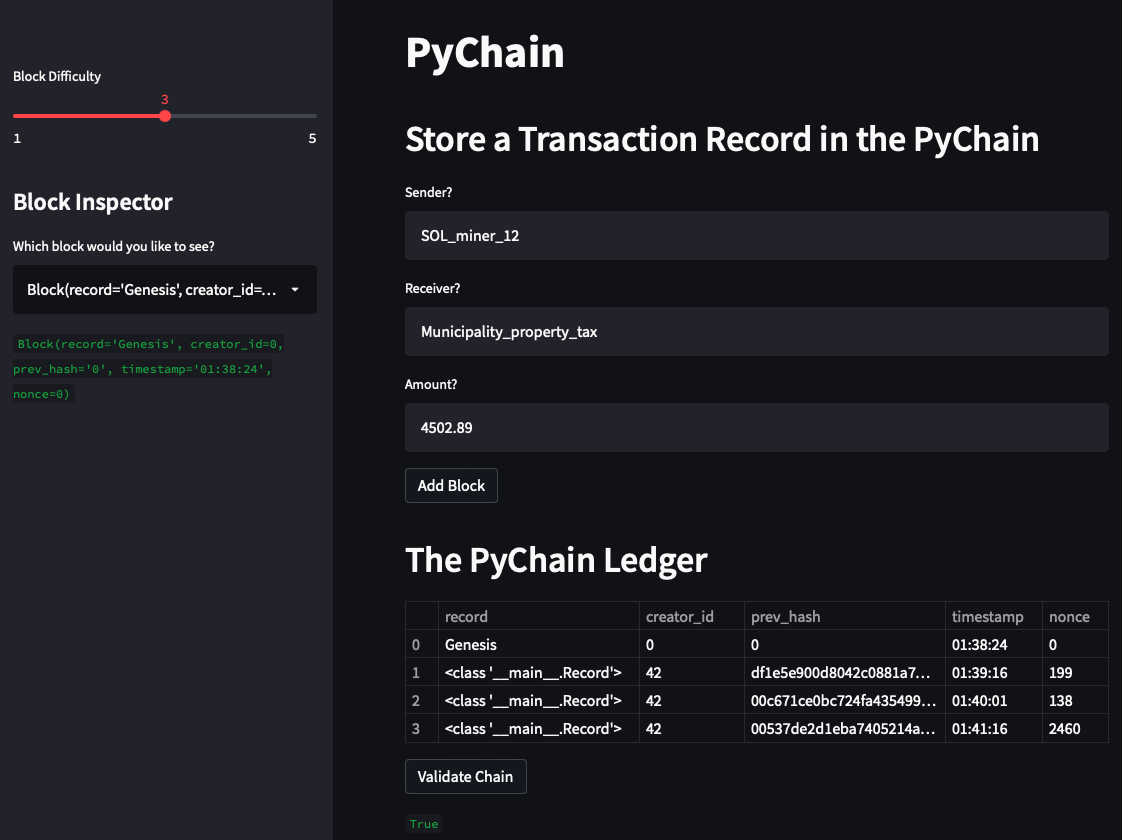 Block Difficulty
3
1 5
Block Inspector
Which block would you like to see?
Block(record='Genesis', creator_id=...
Block(record='Genesis', creator_id=0,
prev_hash='0', timestamp='01:38:24',
nonce=0)
PyChain
Store a Transaction Record in the PyChain
Sender?
SOL_miner_12
Receiver?
Municipality_property_tax
Amount?
4502.89
Add Block
The PyChain Ledger
record creator_id prev_hash timestamp nonce
0 Genesis 0 0 01:38:24 0
1 <class '__main__.Record'> 42 df1e5e900d8042c0881a7... 01:39:16 199
2 <class '__main__.Record'> 42 00c671ce0bc724fa435499... 01:40:01 138
3 <class '__main__.Record'> 42 00537de2d1eba7405214a... 01:41:16 2460
Validate Chain
True